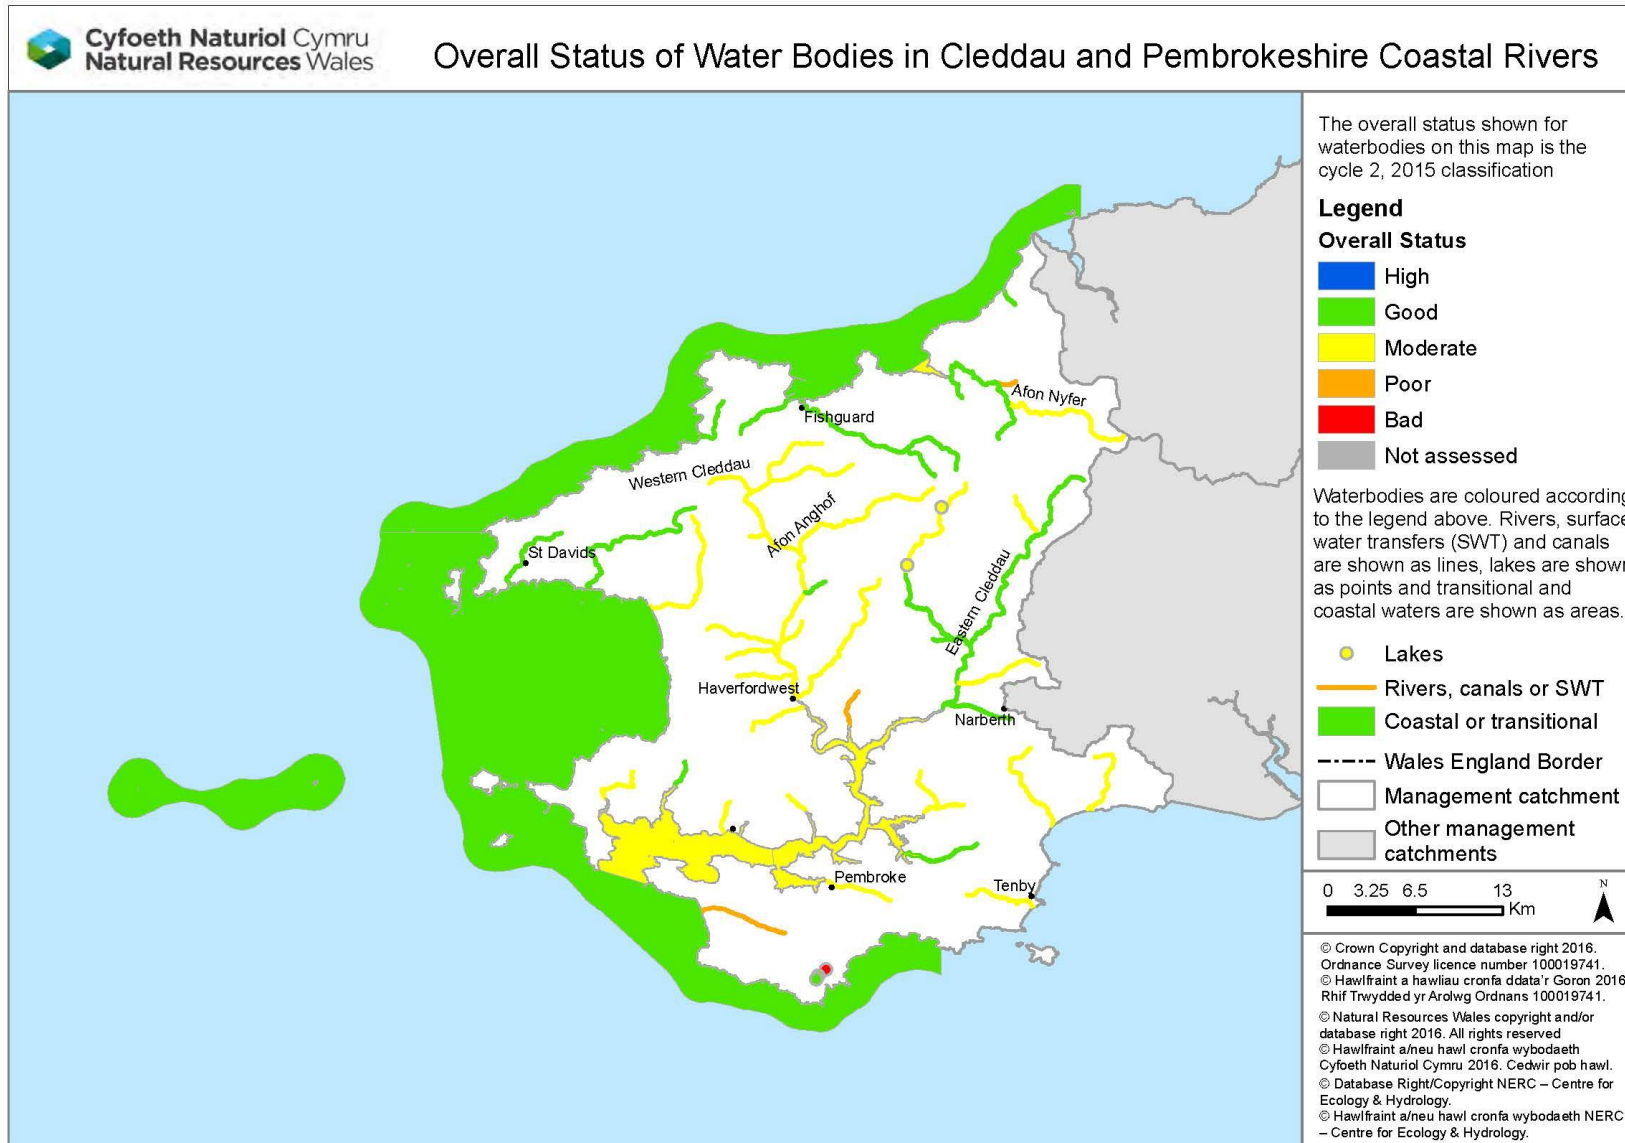 Cyfoeth Naturiol Cymru
Natural Resources Wales
Overall Status of Water Bodies in Cleddau and Pembrokeshire Coastal Rivers
Afon Nyfer
Fishguard
Western Cleddau
Afon Anghof
St Davids
Eastern Cleddau
Haverfordwest
Narberth
Pembroke
Tenby
The overall status shown for
waterbodies on this map is the
cycle 2, 2015 classification
Legend
Overall Status
High
Good
Moderate
Poor
Bad
Not assessed
Waterbodies are coloured according
to the legend above. Rivers, surface
water transfers (SWT) and canals
are shown as lines, lakes are shown
as points and transitional and
coastal waters are shown as areas.
Lakes
Rivers, canals or SWT
Coastal or transitional
Wales England Border
Management catchment
Other management
catchments
0 3.25 6.5 13
Km
N
© Crown Copyright and database right 2016.
Ordnance Survey licence number 100019741.
© Hawlfraint a hawliau cronfa ddata'r Goron 2016
Rhif Trwydded yr Arolwg Ordnans 100019741.
© Natural Resources Wales copyright and/or
database right 2016. All rights reserved
© Hawlfraint a/neu hawl cronfa wybodaeth
Cyfoeth Naturiol Cymru 2016. Cedwir pob hawl.
© Database Right/Copyright NERC – Centre for
Ecology & Hydrology.
© Hawlfraint a/neu hawl cronfa wybodaeth NERC
– Centre for Ecology & Hydrology.